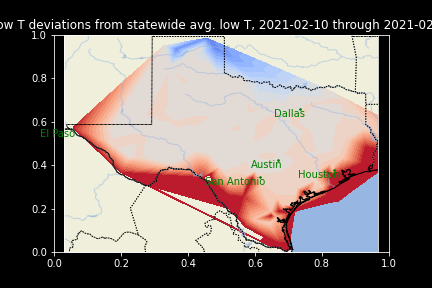 ow T deviations from statewide avg. low T, 2021-02-10 through 2021-02
1.0
0.8
Dallas
0.6
El Paso
0.4
Austin
San Antonio
Houston
0.2
0.0
0.0
0.2
0.4
0.6
0.8
1.0